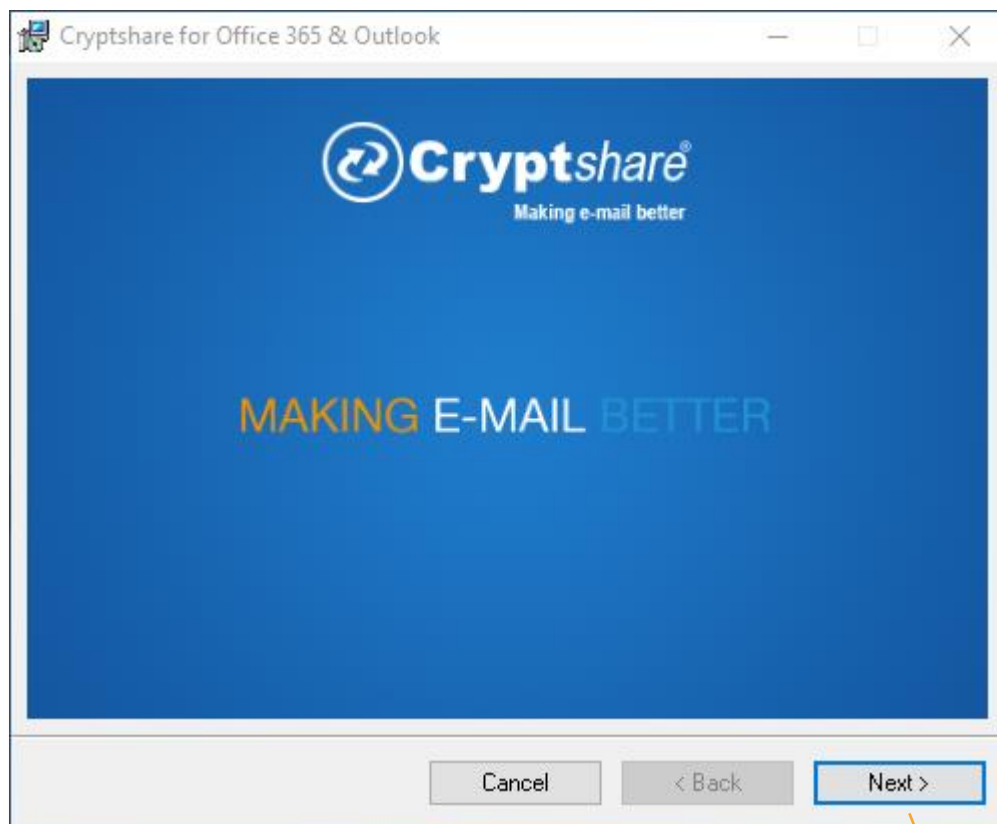 Cryptshare for Office 365 & Outlook
Cryptshare®
Making e-mail better
MAKING E-MAIL BETTER
Cancel
< Back
Next >